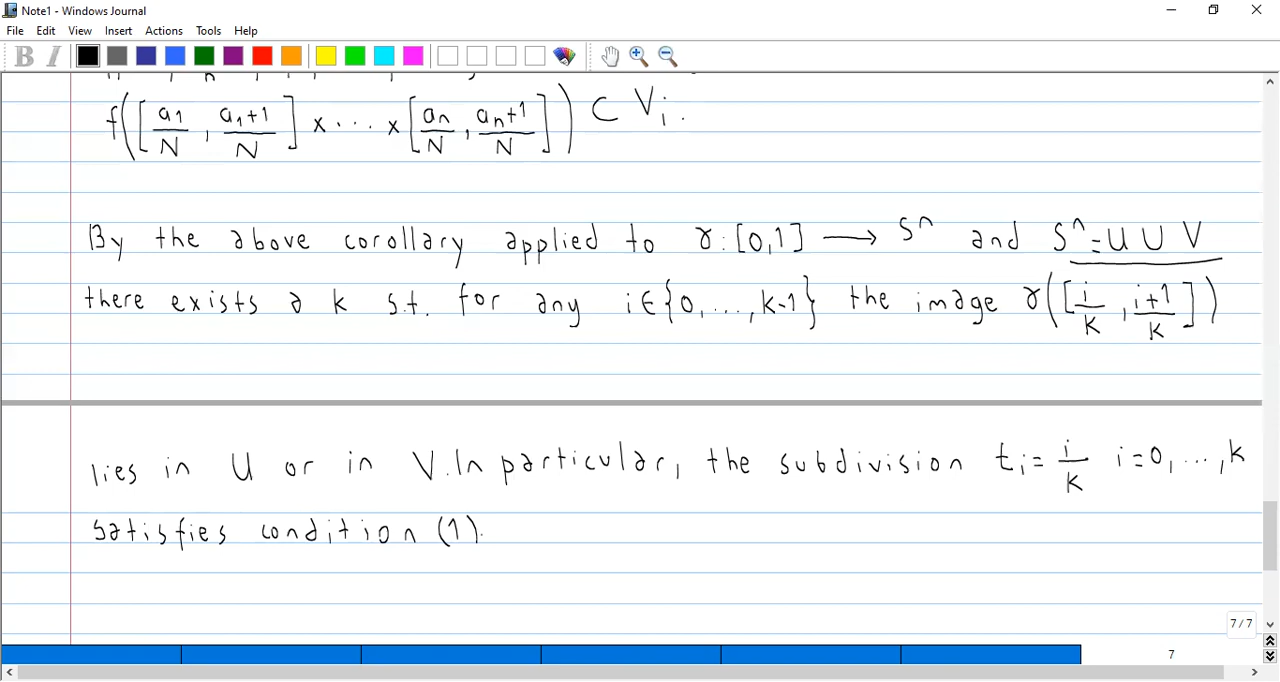 Note1 - Windows Journal
File Edit View Insert Actions Tools Help
B I
f([a1/N, a1+1/N] × ··· × [an/N, an+1/N]) ⊂ Vi.
By the above corollary applied to γ:[0,1] ⟶ Sⁿ and Sⁿ=U∪V
there exists a k s.t. for any i∈{0,...,k-1} the image γ([i/k, i+1/k])
lies in U or in V. In particular, the subdivision ti = i/k i=0,...,k
satisfies condition (1).
7 / 7
7